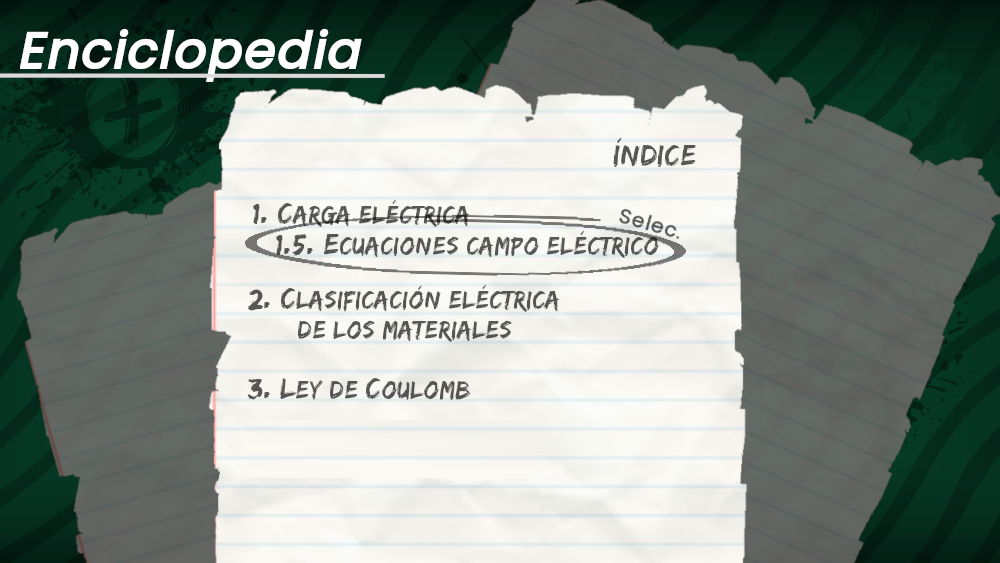 Enciclopedia
ÍNDICE
1. CARGA ELÉCTRICA
Selec.
1.5. ECUACIONES CAMPO ELÉCTRICO
2. CLASIFICACIÓN ELÉCTRICA
DE LOS MATERIALES
3. LEY DE COULOMB